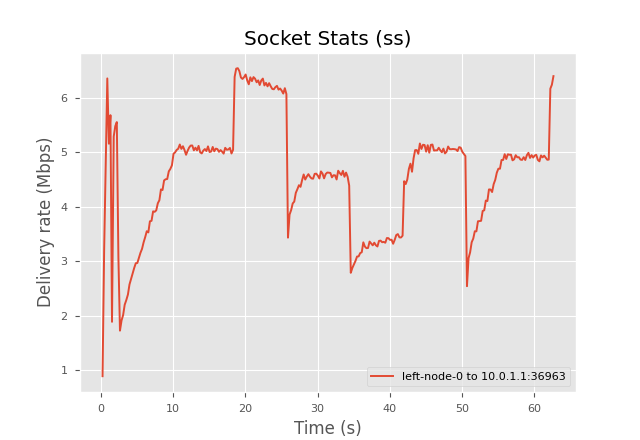 Socket Stats (ss)
Delivery rate (Mbps)
6
5
4
3
2
1
left-node-0 to 10.0.1.1:36963
0 10 20 30 40 50 60
Time (s)